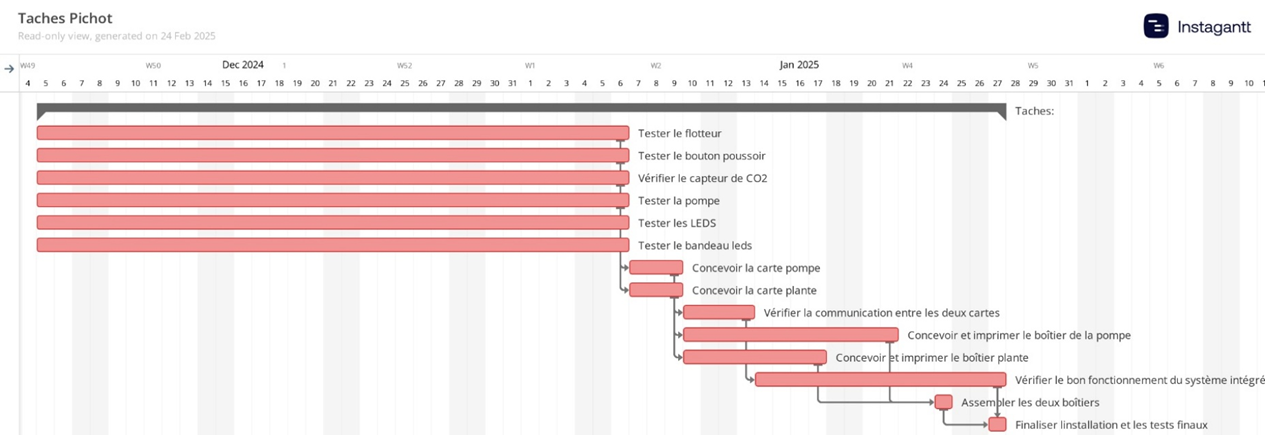 Taches Pichot
Read-only view, generated on 24 Feb 2025
Instagantt
W49 W50 Dec 2024 1 W52 W1 W2 Jan 2025 W4 W5 W6
4 5 6 7 8 9 10 11 12 13 14 15 16 17 18 19 20 21 22 23 24 25 26 27 28 29 30 31 1 2 3 4 5 6 7 8 9 10 11 12 13 14 15 16 17 18 19 20 21 22 23 24 25 26 27 28 29 30 31 1 2 3 4 5 6 7 8 9 10 1
Taches:
Tester le flotteur
Tester le bouton poussoir
Vérifier le capteur de CO2
Tester la pompe
Tester les LEDS
Tester le bandeau leds
Concevoir la carte pompe
Concevoir la carte plante
Vérifier la communication entre les deux cartes
Concevoir et imprimer le boîtier de la pompe
Concevoir et imprimer le boîtier plante
Vérifier le bon fonctionnement du système intégré
Assembler les deux boîtiers
Finaliser linstallation et les tests finaux